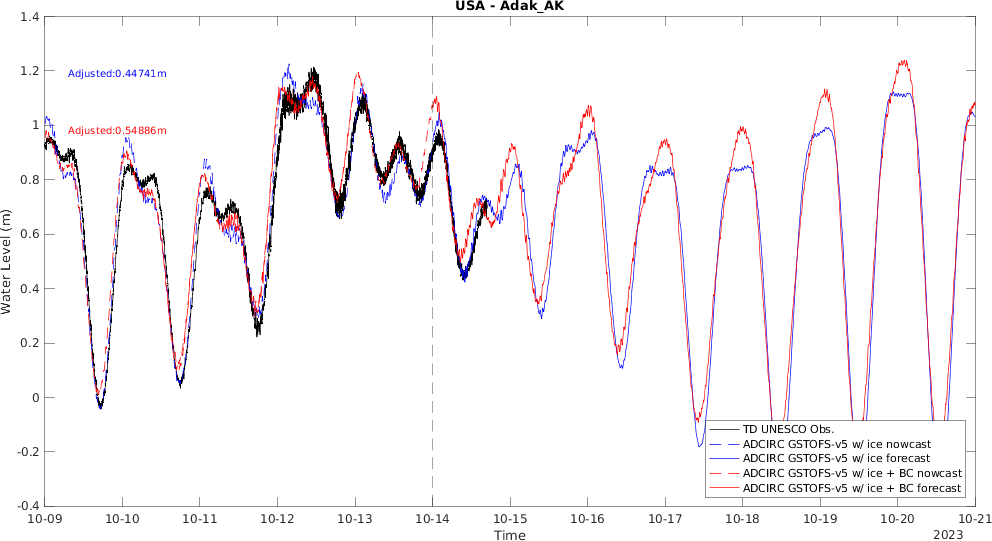 USA - Adak_AK
1.4
1.2
1
0.8
0.6
0.4
0.2
0
-0.2
-0.4
Water Level (m)
Adjusted:0.44741m
Adjusted:0.54886m
TD UNESCO Obs.
ADCIRC GSTOFS-v5 w/ ice nowcast
ADCIRC GSTOFS-v5 w/ ice forecast
ADCIRC GSTOFS-v5 w/ ice + BC nowcast
ADCIRC GSTOFS-v5 w/ ice + BC forecast
10-09 10-10 10-11 10-12 10-13 10-14 10-15 10-16 10-17 10-18 10-19 10-20 10-21
Time
2023